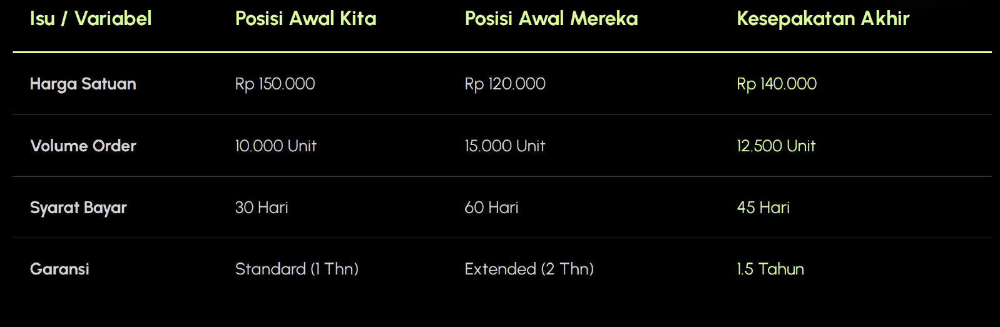 Isu / Variabel Posisi Awal Kita Posisi Awal Mereka Kesepakatan Akhir
Harga Satuan Rp 150.000 Rp 120.000 Rp 140.000
Volume Order 10.000 Unit 15.000 Unit 12.500 Unit
Syarat Bayar 30 Hari 60 Hari 45 Hari
Garansi Standard (1 Thn) Extended (2 Thn) 1.5 Tahun